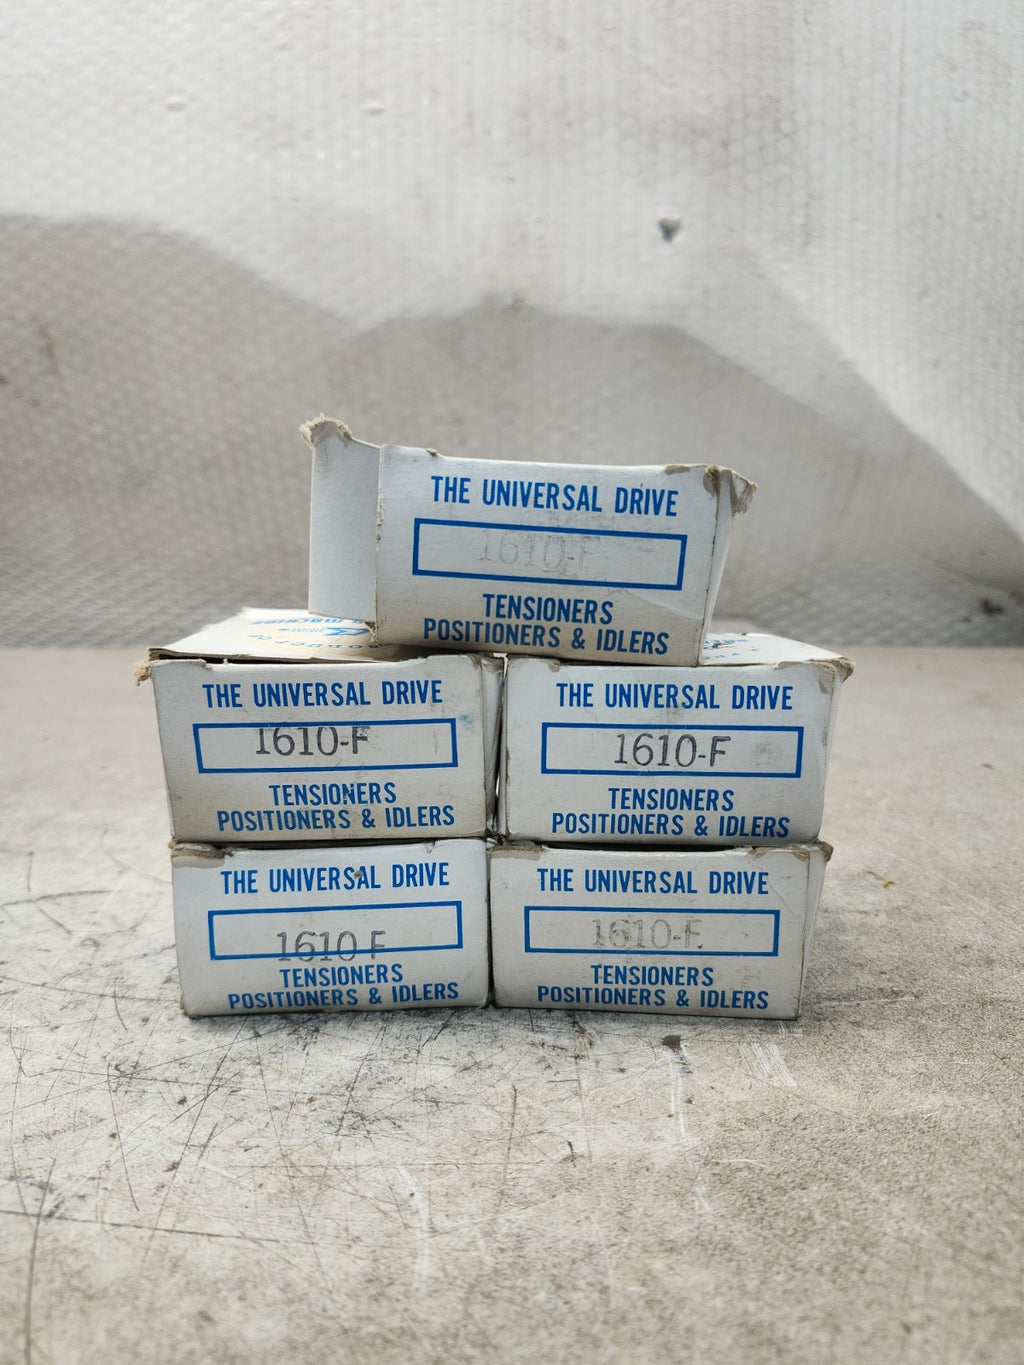 THE UNIVERSAL DRIVE
1610-F
TENSIONERS
POSITIONERS & IDLERS
MACHINE
THE UNIVERSAL DRIVE
1610-F
TENSIONERS
POSITIONERS & IDLERS
THE UNIVERSAL DRIVE
1610-F
TENSIONERS
POSITIONERS & IDLERS
THE UNIVERSAL DRIVE
1610 F
TENSIONERS
POSITIONERS & IDLERS
THE UNIVERSAL DRIVE
1610-F
TENSIONERS
POSITIONERS & IDLERS